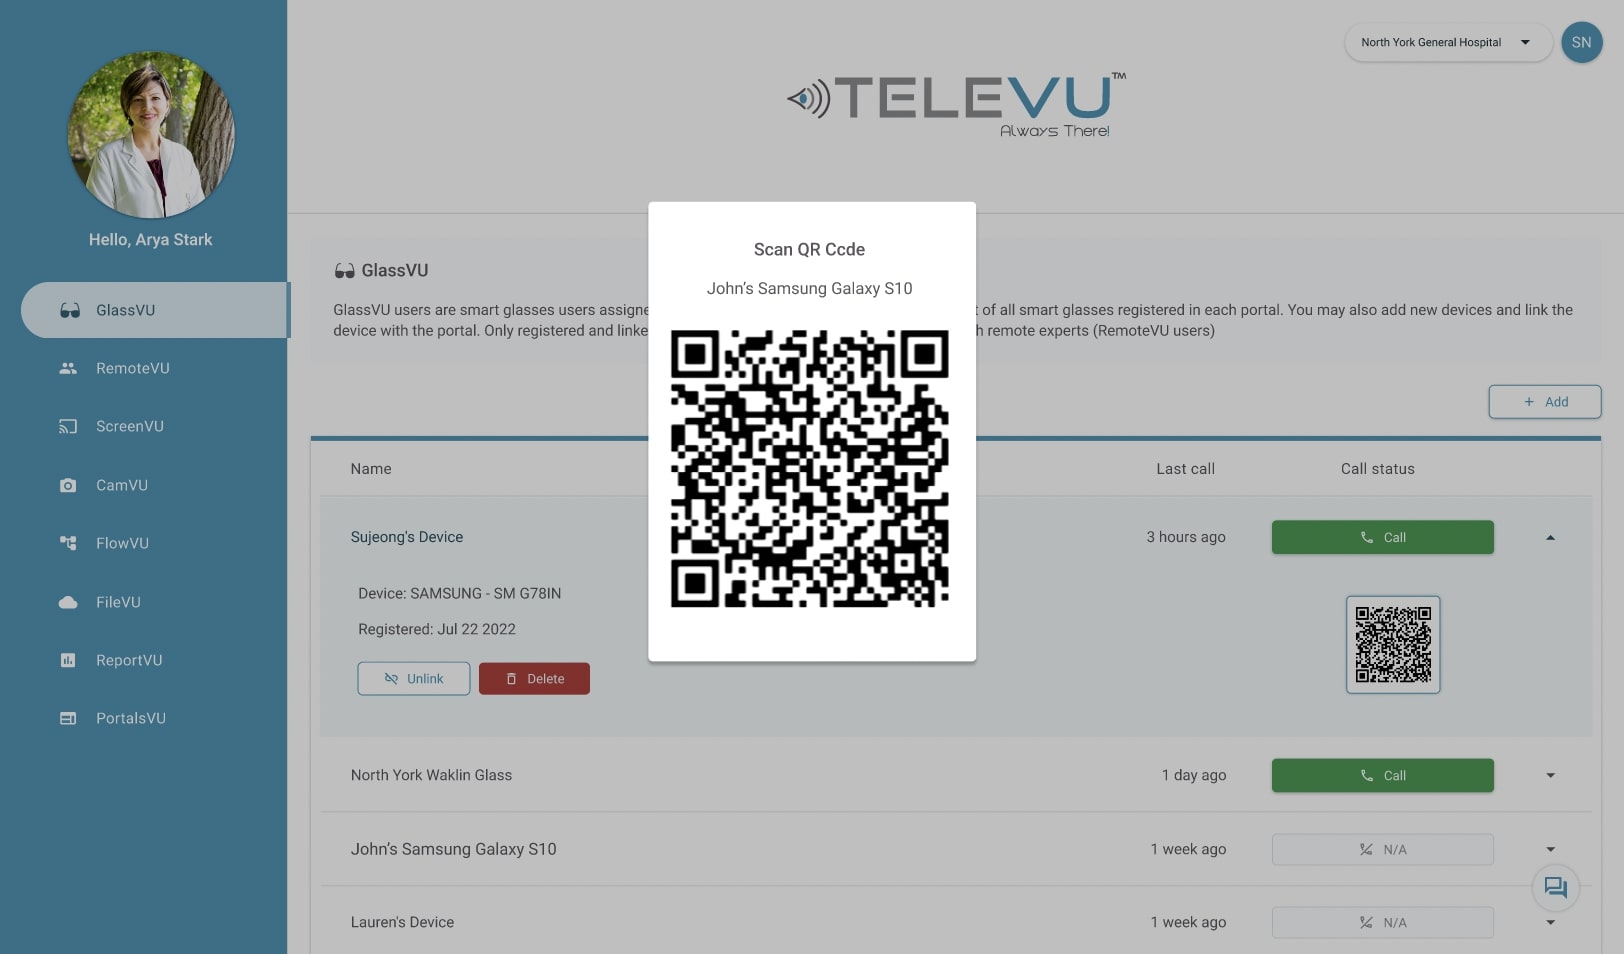 North York General Hospital
SN
TELEVU™
Always There!
Hello, Arya Stark
GlassVU
RemoteVU
ScreenVU
CamVU
FlowVU
FileVU
ReportVU
PortalsVU
GlassVU
GlassVU users are smart glasses users assigne
t of all smart glasses registered in each portal. You may also add new devices and link the
device with the portal. Only registered and linke
h remote experts (RemoteVU users)
Scan QR Ccde
John’s Samsung Galaxy S10
+ Add
Name Last call Call status
Sujeong's Device 3 hours ago Call
Device: SAMSUNG - SM G78IN
Registered: Jul 22 2022
Unlink Delete
North York Waklin Glass 1 day ago Call
John’s Samsung Galaxy S10 1 week ago N/A
Lauren's Device 1 week ago N/A